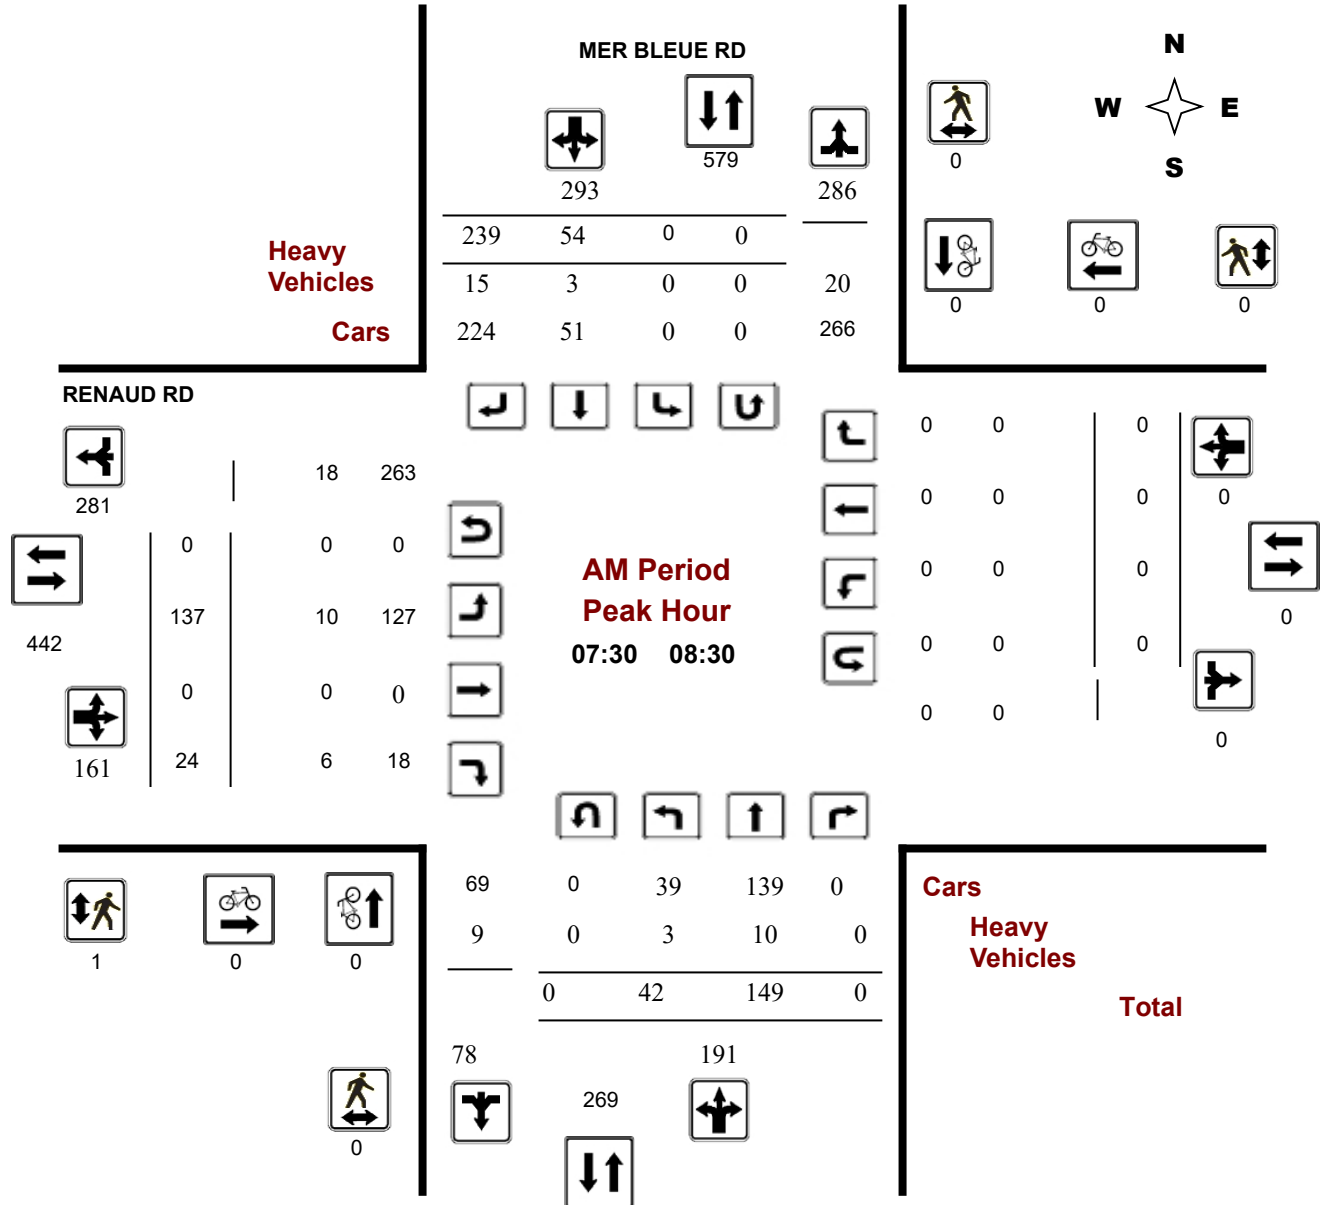 MER BLEUE RD
N
W E
S
579
0
293
286
239 54 0 0
Heavy
Vehicles
15 3 0 0 20
0 0 0
Cars
224 51 0 0 266
RENAUD RD
0 0 0
18 263
281
0 0 0 0
0 0 0
AM Period
0 0 0
Peak Hour
137 10 127
0
442
07:30 08:30
0 0 0
0 0 0
0 0
0
161
24 6 18
69 0 39 139 0
Cars
9 0 3 10 0
Heavy
Vehicles
1 0 0
0 42 149 0
Total
78 191
269
0